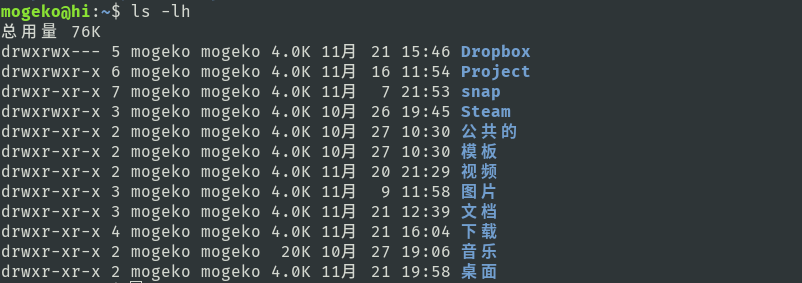 mogeko@hi:~$ ls -lh
总用量 76K
drwxrwx--- 5 mogeko mogeko 4.0K 11月 21 15:46 Dropbox
drwxrwxr-x 6 mogeko mogeko 4.0K 11月 16 11:54 Project
drwxr-xr-x 7 mogeko mogeko 4.0K 11月  7 21:53 snap
drwxrwxr-x 3 mogeko mogeko 4.0K 10月 26 19:45 Steam
drwxr-xr-x 2 mogeko mogeko 4.0K 10月 27 10:30 公共的
drwxr-xr-x 2 mogeko mogeko 4.0K 10月 27 10:30 模板
drwxr-xr-x 2 mogeko mogeko 4.0K 11月 20 21:29 视频
drwxr-xr-x 3 mogeko mogeko 4.0K 11月  9 11:58 图片
drwxr-xr-x 3 mogeko mogeko 4.0K 11月 21 12:39 文档
drwxr-xr-x 4 mogeko mogeko 4.0K 11月 21 16:04 下载
drwxr-xr-x 2 mogeko mogeko  20K 10月 27 19:06 音乐
drwxr-xr-x 2 mogeko mogeko 4.0K 11月 21 19:58 桌面